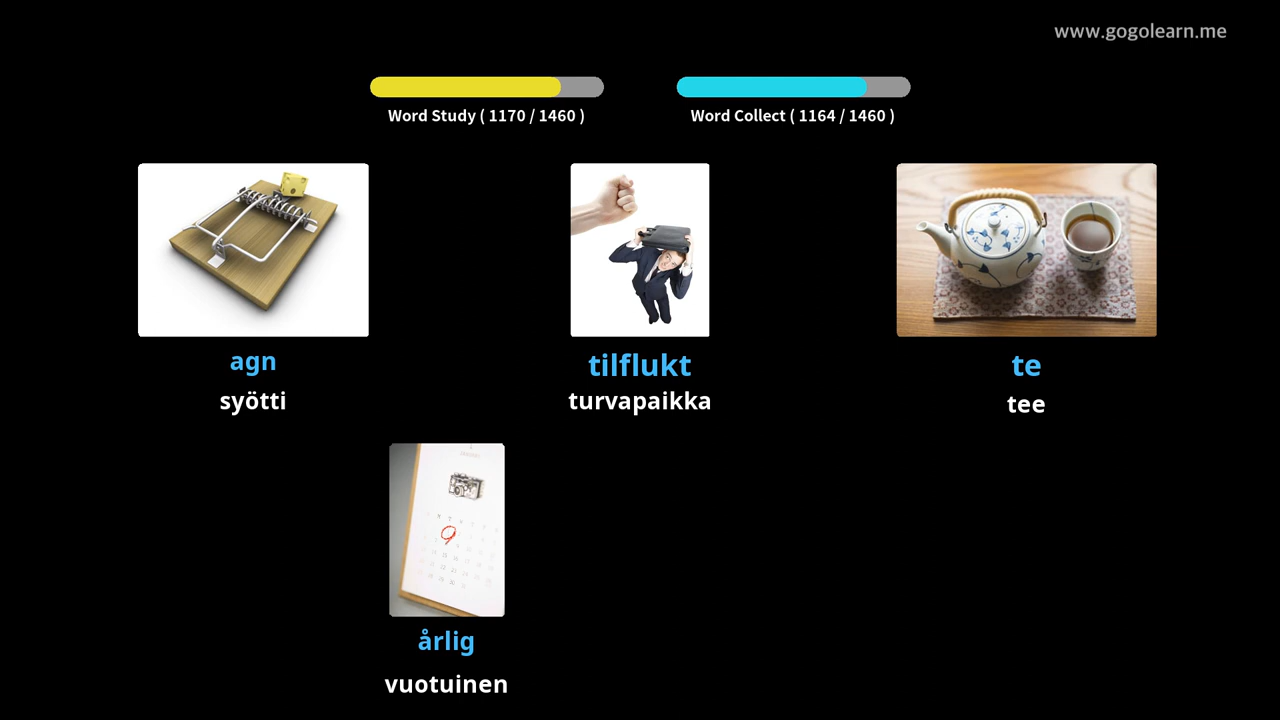 www.gogolearn.me
Word Study ( 1170 / 1460 )
Word Collect ( 1164 / 1460 )
agn
syötti
tilflukt
turvapaikka
te
tee
årlig
vuotuinen